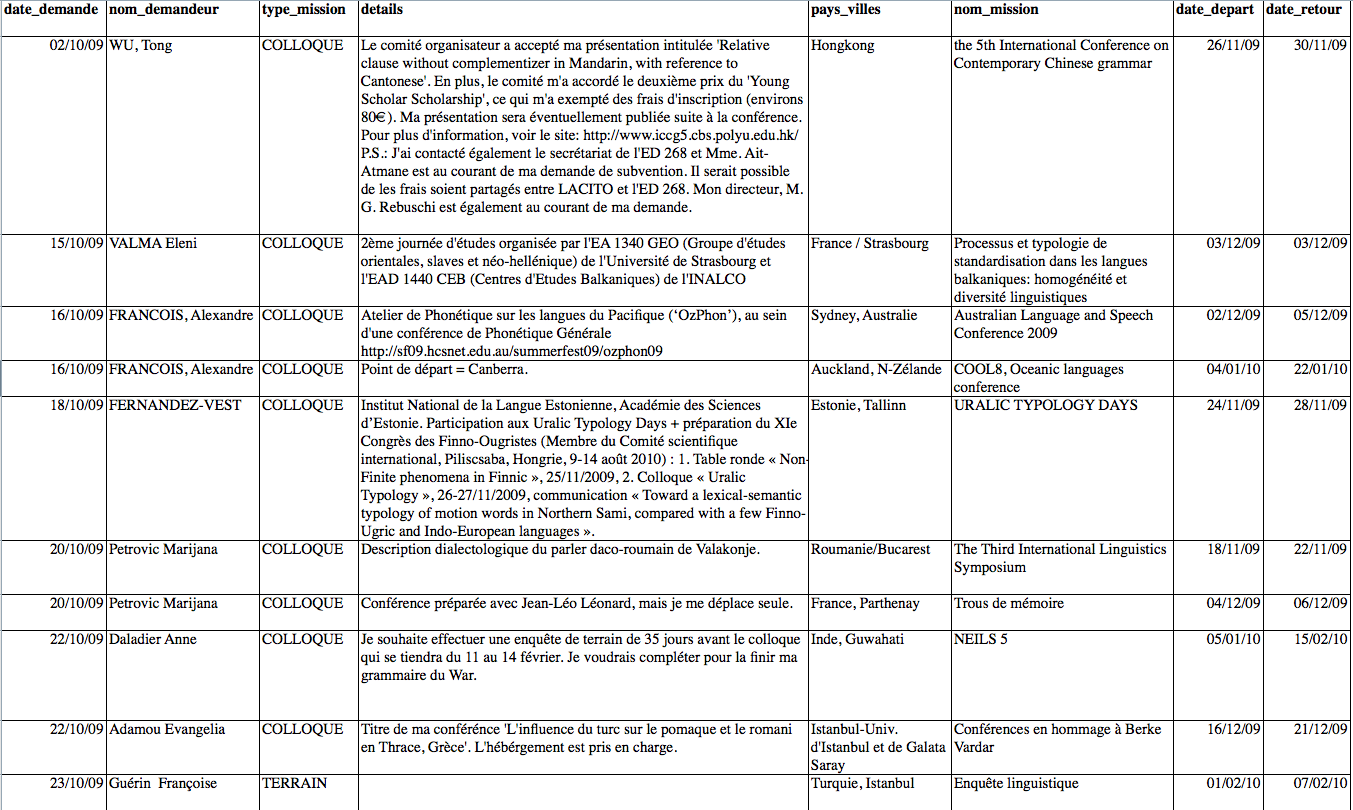 date_demande nom_demandeur type_mission details pays_villes nom_mission date_depart date_retour
02/10/09 WU, Tong COLLOQUE Le comité organisateur a accepté ma présentation intitulée 'Relative Hongkong the 5th International Conference on 26/11/09 30/11/09
clause without complementizer in Mandarin, with reference to Contemporary Chinese grammar
Cantonese'. En plus, le comité m'a accordé le deuxième prix du 'Young
Scholar Scholarship', ce qui m'a exempté des frais d'inscription (environs
80€). Ma présentation sera éventuellement publiée suite à la conférence.
Pour plus d'information, voir le site: http://www.iccg5.cbs.polyu.edu.hk/
P.S.: J'ai contacté également le secrétariat de l'ED 268 et Mme. Ait-
Atmane est au courant de ma demande de subvention. Il serait possible
de les frais soient partagés entre LACITO et l'ED 268. Mon directeur, M.
G. Rebuschi est également au courant de ma demande.
15/10/09 VALMA Eleni COLLOQUE 2ème journée d'études organisée par l'EA 1340 GEO (Groupe d'études France / Strasbourg Processus et typologie de 03/12/09 03/12/09
orientales, slaves et néo-hellénique) de l'Université de Strasbourg et standardisation dans les langues
l'EAD 1440 CEB (Centres d'Etudes Balkaniques) de l'INALCO balkaniques: homogénéité et
diversité linguistiques
16/10/09 FRANCOIS, Alexandre COLLOQUE Atelier de Phonétique sur les langues du Pacifique (‘OzPhon’), au sein Sydney, Australie Australian Language and Speech 02/12/09 05/12/09
d'une conférence de Phonétique Générale Conference 2009
http://sf09.hcsnet.edu.au/summerfest09/ozphon09
16/10/09 FRANCOIS, Alexandre COLLOQUE Point de départ = Canberra. Auckland, N-Zélande COOL8, Oceanic languages 04/01/10 22/01/10
conference
18/10/09 FERNANDEZ-VEST COLLOQUE Institut National de la Langue Estonienne, Académie des Sciences Estonie, Tallinn URALIC TYPOLOGY DAYS 24/11/09 28/11/09
d’Estonie. Participation aux Uralic Typology Days + préparation du XIe
Congrès des Finno-Ougristes (Membre du Comité scientifique
international, Piliscsaba, Hongrie, 9-14 août 2010) : 1. Table ronde « Non-
Finite phenomena in Finnic », 25/11/2009, 2. Colloque « Uralic
Typology », 26-27/11/2009, communication « Toward a lexical-semantic
typology of motion words in Northern Sami, compared with a few Finno-
Ugric and Indo-European languages ».
20/10/09 Petrovic Marijana COLLOQUE Description dialectologique du parler daco-roumain de Valakonje. Roumanie/Bucarest The Third International Linguistics 18/11/09 22/11/09
Symposium
20/10/09 Petrovic Marijana COLLOQUE Conférence préparée avec Jean-Léo Léonard, mais je me déplace seule. France, Parthenay Trous de mémoire 04/12/09 06/12/09
22/10/09 Daladier Anne COLLOQUE Je souhaite effectuer une enquête de terrain de 35 jours avant le colloque Inde, Guwahati NEILS 5 05/01/10 15/02/10
qui se tiendra du 11 au 14 février. Je voudrais compléter pour la finir ma
grammaire du War.
22/10/09 Adamou Evangelia COLLOQUE Titre de ma conférénce 'L'influence du turc sur le pomaque et le romani Istanbul-Univ. Conférences en hommage à Berke 16/12/09 21/12/09
en Thrace, Grèce'. L'hébérgement est pris en charge. d'Istanbul et de Galata Vardar
Saray
23/10/09 Guérin Françoise TERRAIN Turquie, Istanbul Enquête linguistique 01/02/10 07/02/10